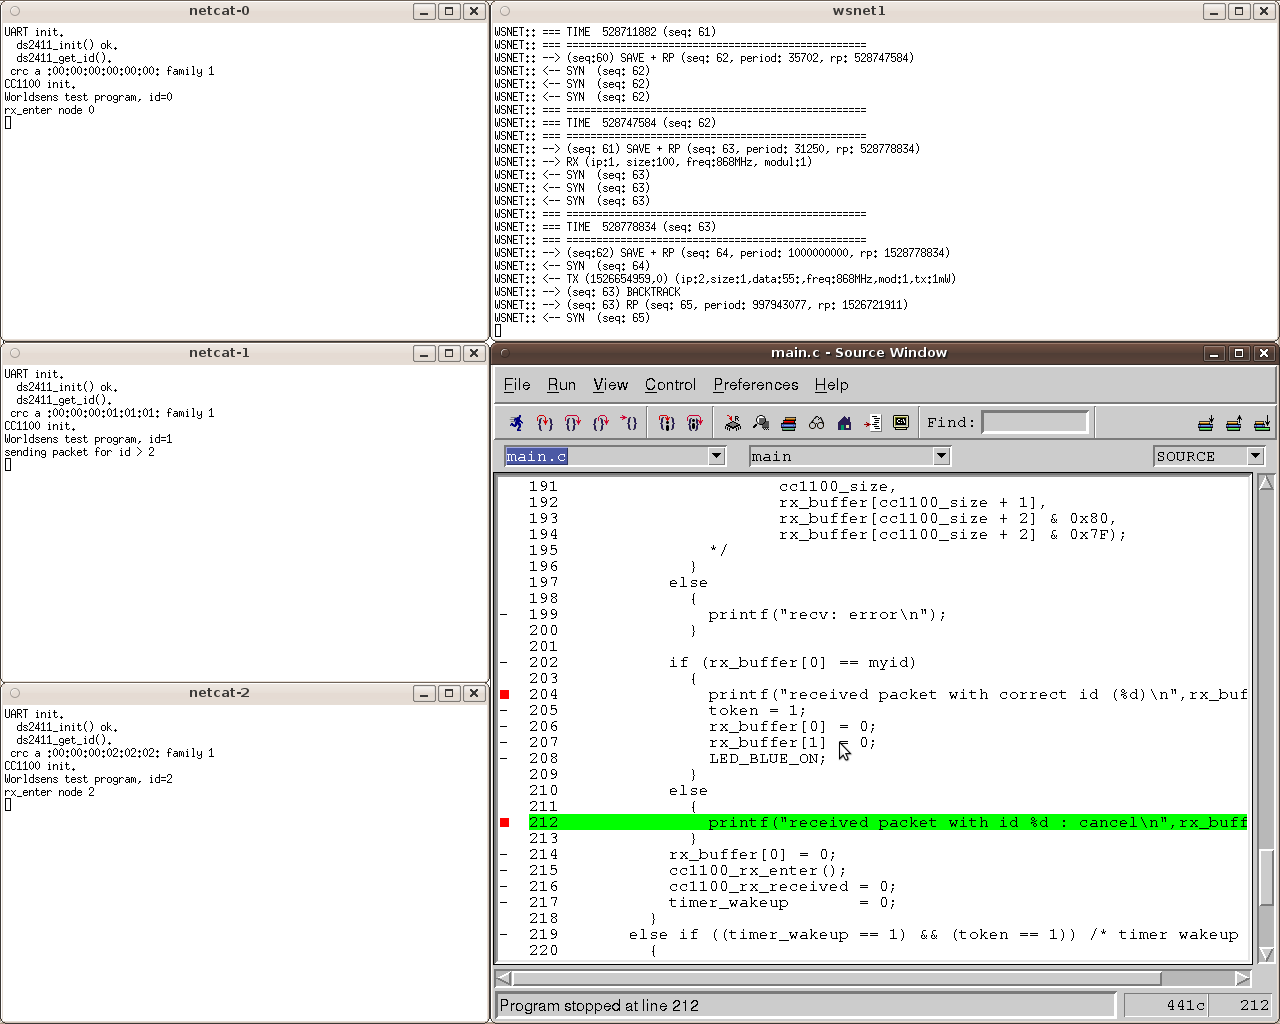 netcat-0
UART init.
ds2411_init() ok.
ds2411_get_id().
crc a :00:00:00:00:00:00: family 1
CC1100 init.
Worldsens test program, id=0
rx_enter node 0
wsnet1
WSNET:: === TIME  528711882 (seq: 61)
WSNET:: === ==================================================
WSNET:: --> (seq:60) SAVE + RP (seq: 62, period: 35702, rp: 528747584)
WSNET:: <-- SYN  (seq: 62)
WSNET:: <-- SYN  (seq: 62)
WSNET:: <-- SYN  (seq: 62)
WSNET:: === ==================================================
WSNET:: === TIME  528747584 (seq: 62)
WSNET:: === ==================================================
WSNET:: --> (seq: 61) SAVE + RP (seq: 63, period: 31250, rp: 528778834)
WSNET:: --> RX (ip:1, size:100, freq:868MHz, modul:1)
WSNET:: <-- SYN  (seq: 63)
WSNET:: <-- SYN  (seq: 63)
WSNET:: <-- SYN  (seq: 63)
WSNET:: === ==================================================
WSNET:: === TIME  528778834 (seq: 63)
WSNET:: === ==================================================
WSNET:: --> (seq:62) SAVE + RP (seq: 64, period: 1000000000, rp: 1528778834)
WSNET:: <-- SYN  (seq: 64)
WSNET:: <-- TX (1526654959,0) (ip:2,size:1,data:55:,freq:868MHz,mod:1,tx:1mW)
WSNET:: --> (seq: 63) BACKTRACK
WSNET:: --> (seq: 63) RP (seq: 65, period: 997943077, rp: 1526721911)
WSNET:: <-- SYN  (seq: 65)
netcat-1
UART init.
ds2411_init() ok.
ds2411_get_id().
crc a :00:00:00:01:01:01: family 1
CC1100 init.
Worldsens test program, id=1
sending packet for id > 2
netcat-2
UART init.
ds2411_init() ok.
ds2411_get_id().
crc a :00:00:00:02:02:02: family 1
CC1100 init.
Worldsens test program, id=2
rx_enter node 2
main.c - Source Window
File Run View Control Preferences Help
Find:
main.c main SOURCE
191 cc1100_size,
192 rx_buffer[cc1100_size + 1],
193 rx_buffer[cc1100_size + 2] & 0x80,
194 rx_buffer[cc1100_size + 2] & 0x7F);
195 */
196 }
197 else
198 {
- 199 printf("recv: error\n");
200 }
201
- 202 if (rx_buffer[0] == myid)
203 {
204 printf("received packet with correct id (%d)\n",rx_buf
- 205 token = 1;
- 206 rx_buffer[0] = 0;
- 207 rx_buffer[1] = 0;
- 208 LED_BLUE_ON;
209 }
210 else
211 {
212 printf("received packet with id %d : cancel\n",rx_buff
213 }
- 214 rx_buffer[0] = 0;
- 215 cc1100_rx_enter();
- 216 cc1100_rx_received = 0;
- 217 timer_wakeup = 0;
218 }
- 219 else if ((timer_wakeup == 1) && (token == 1)) /* timer wakeup
220 {
Program stopped at line 212 441c 212